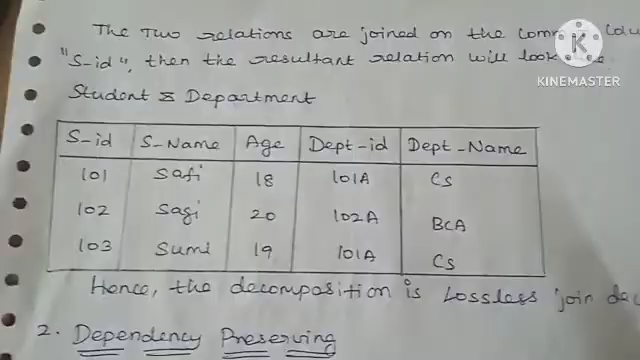 The Two relations are joined on the
"S-id", then the resultant relation will look
Student ⋈ Department
S-id S-Name Age Dept-id Dept-Name
101 Safi 18 101A CS
102 Sagi 20 102A BCA
103 Sumi 19 101A CS
Hence, the decomposition is Lossless join
2. Dependency Preserving
K
KINEMASTER